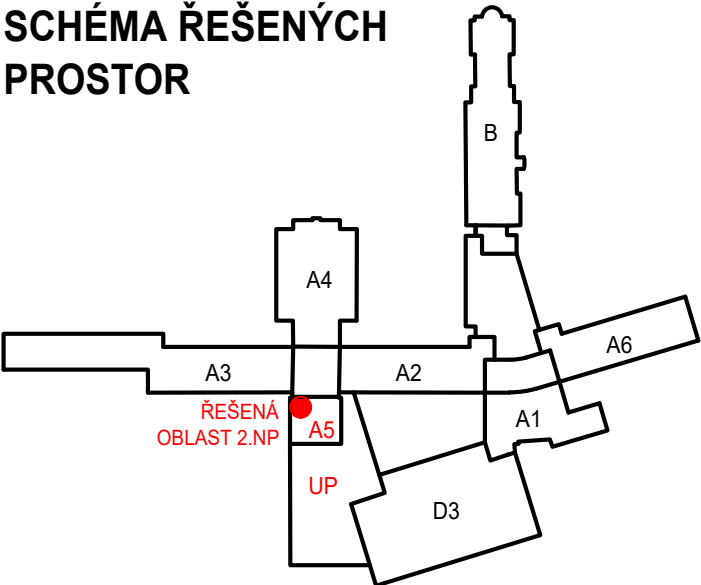 SCHÉMA ŘEŠENÝCH
PROSTOR
B
A4
A6
A3
A2
ŘEŠENÁ
OBLAST 2.NP
A5
A1
UP
D3